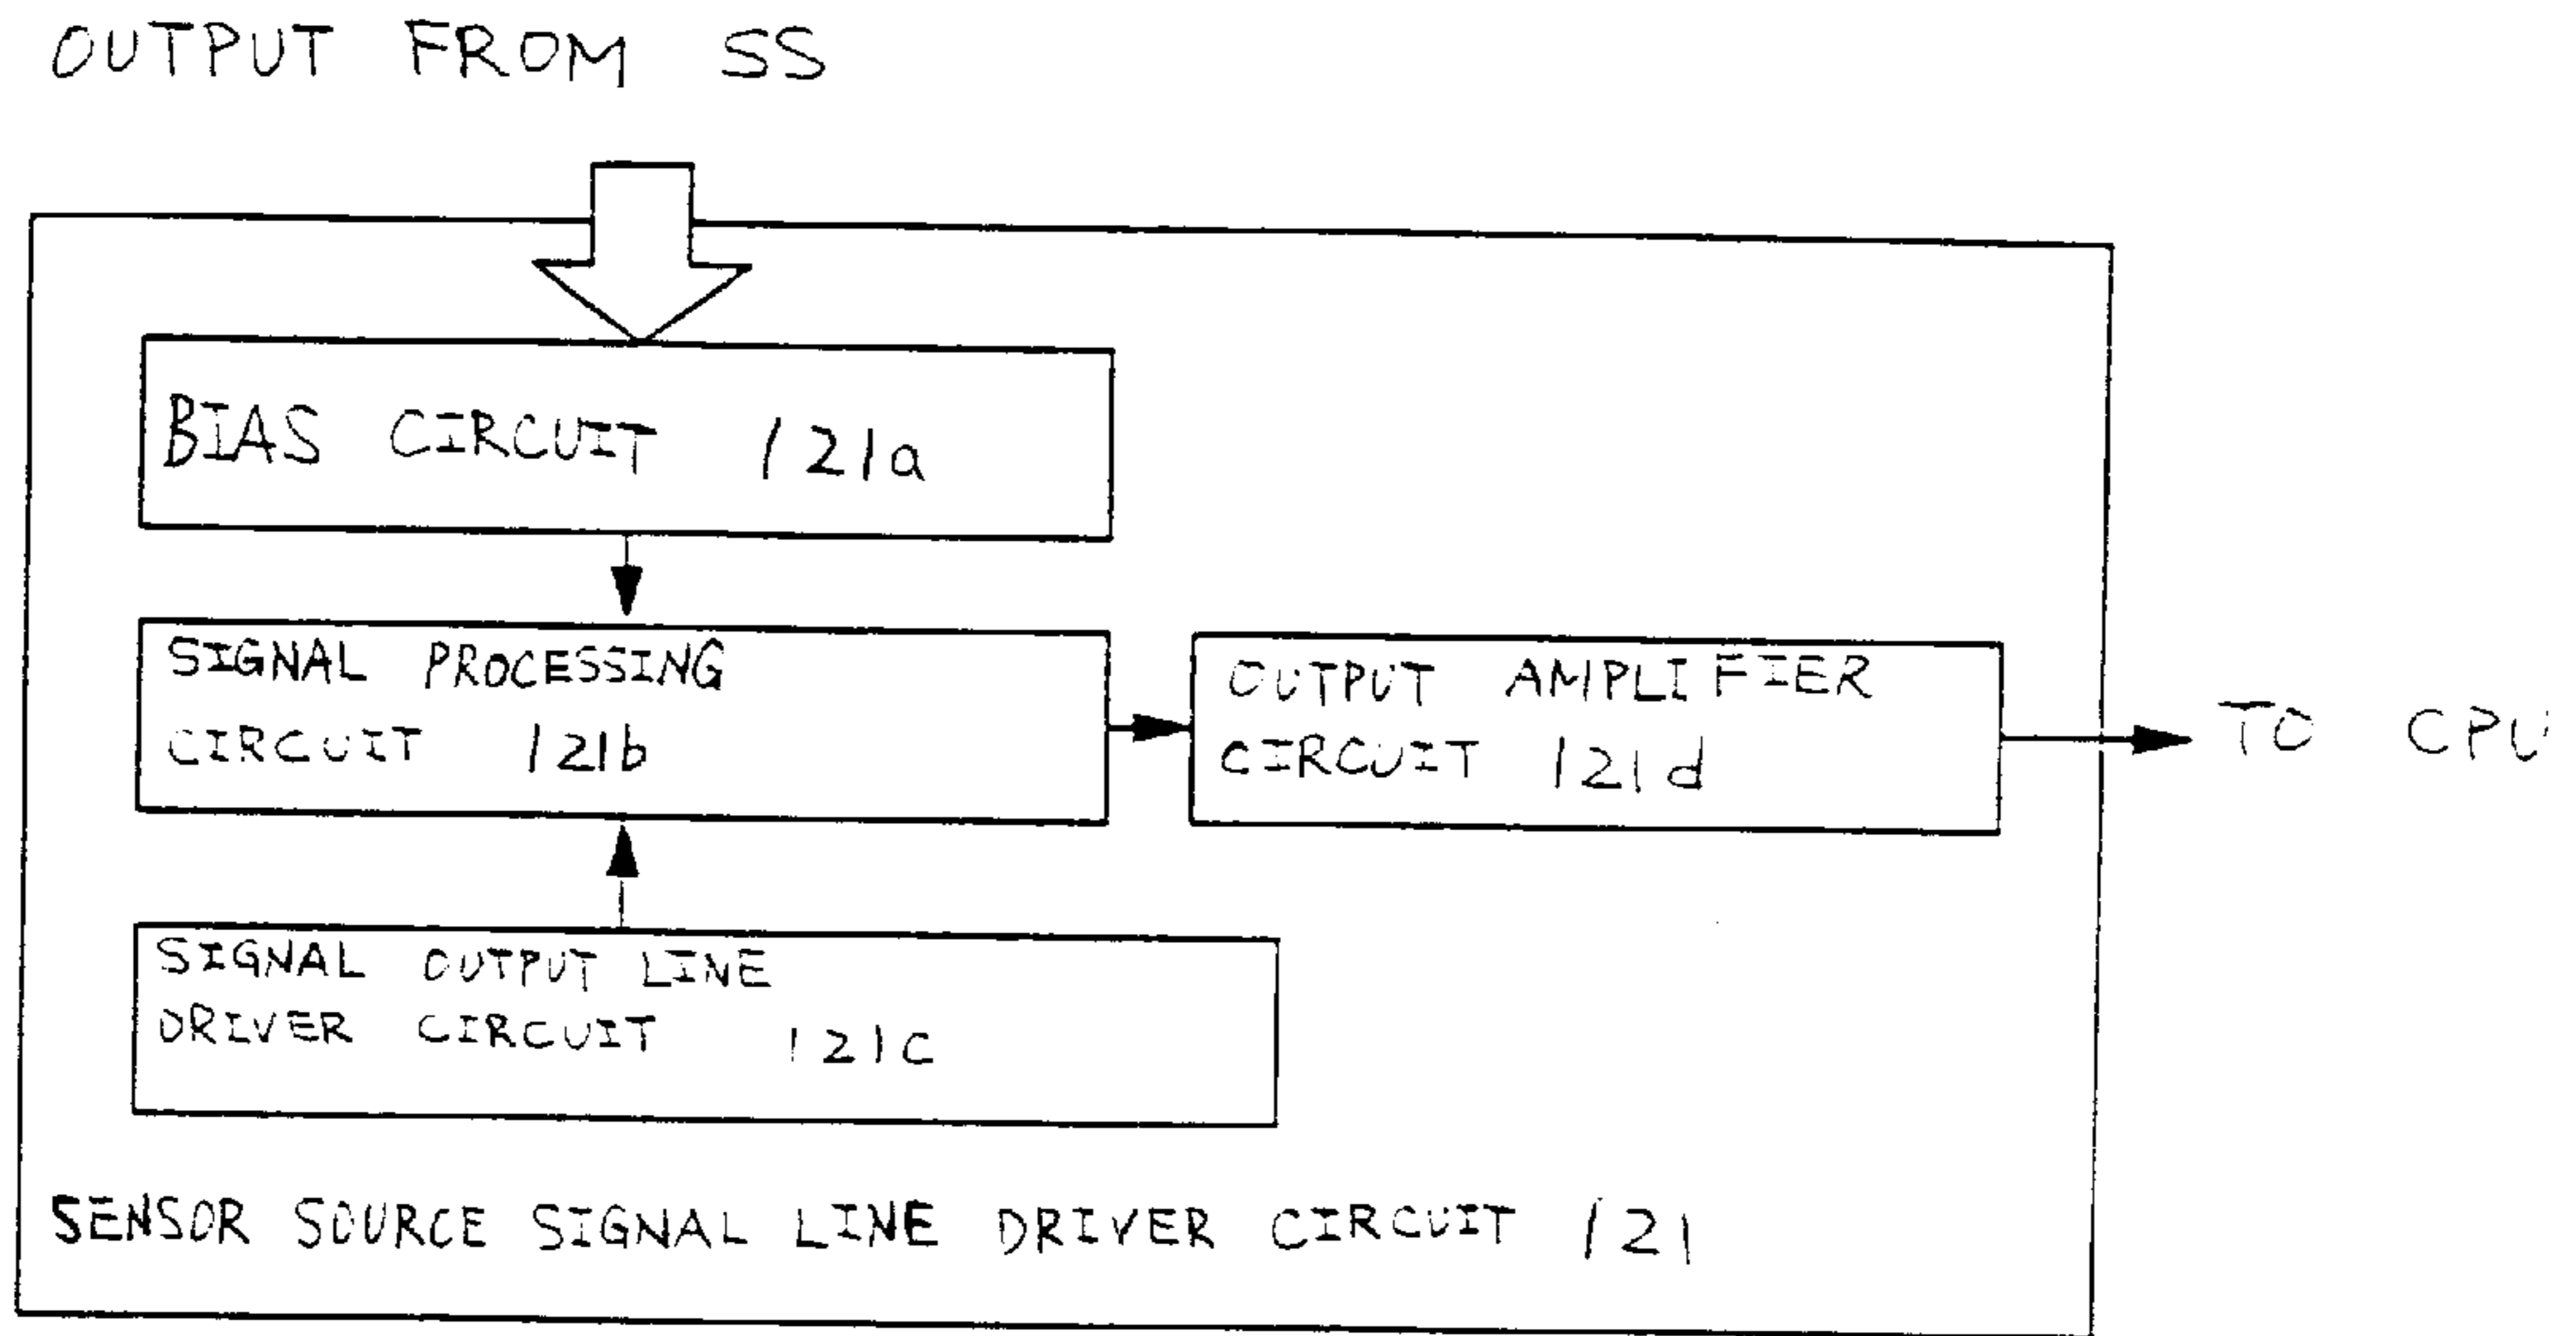 OUTPUT FROM SS
BIAS CIRCUIT 121a
SIGNAL PROCESSING
CIRCUIT 121b
OUTPUT AMPLIFIER
CIRCUIT 121d
TO CPU
SIGNAL OUTPUT LINE
DRIVER CIRCUIT 121c
SENSOR SOURCE SIGNAL LINE DRIVER CIRCUIT 121